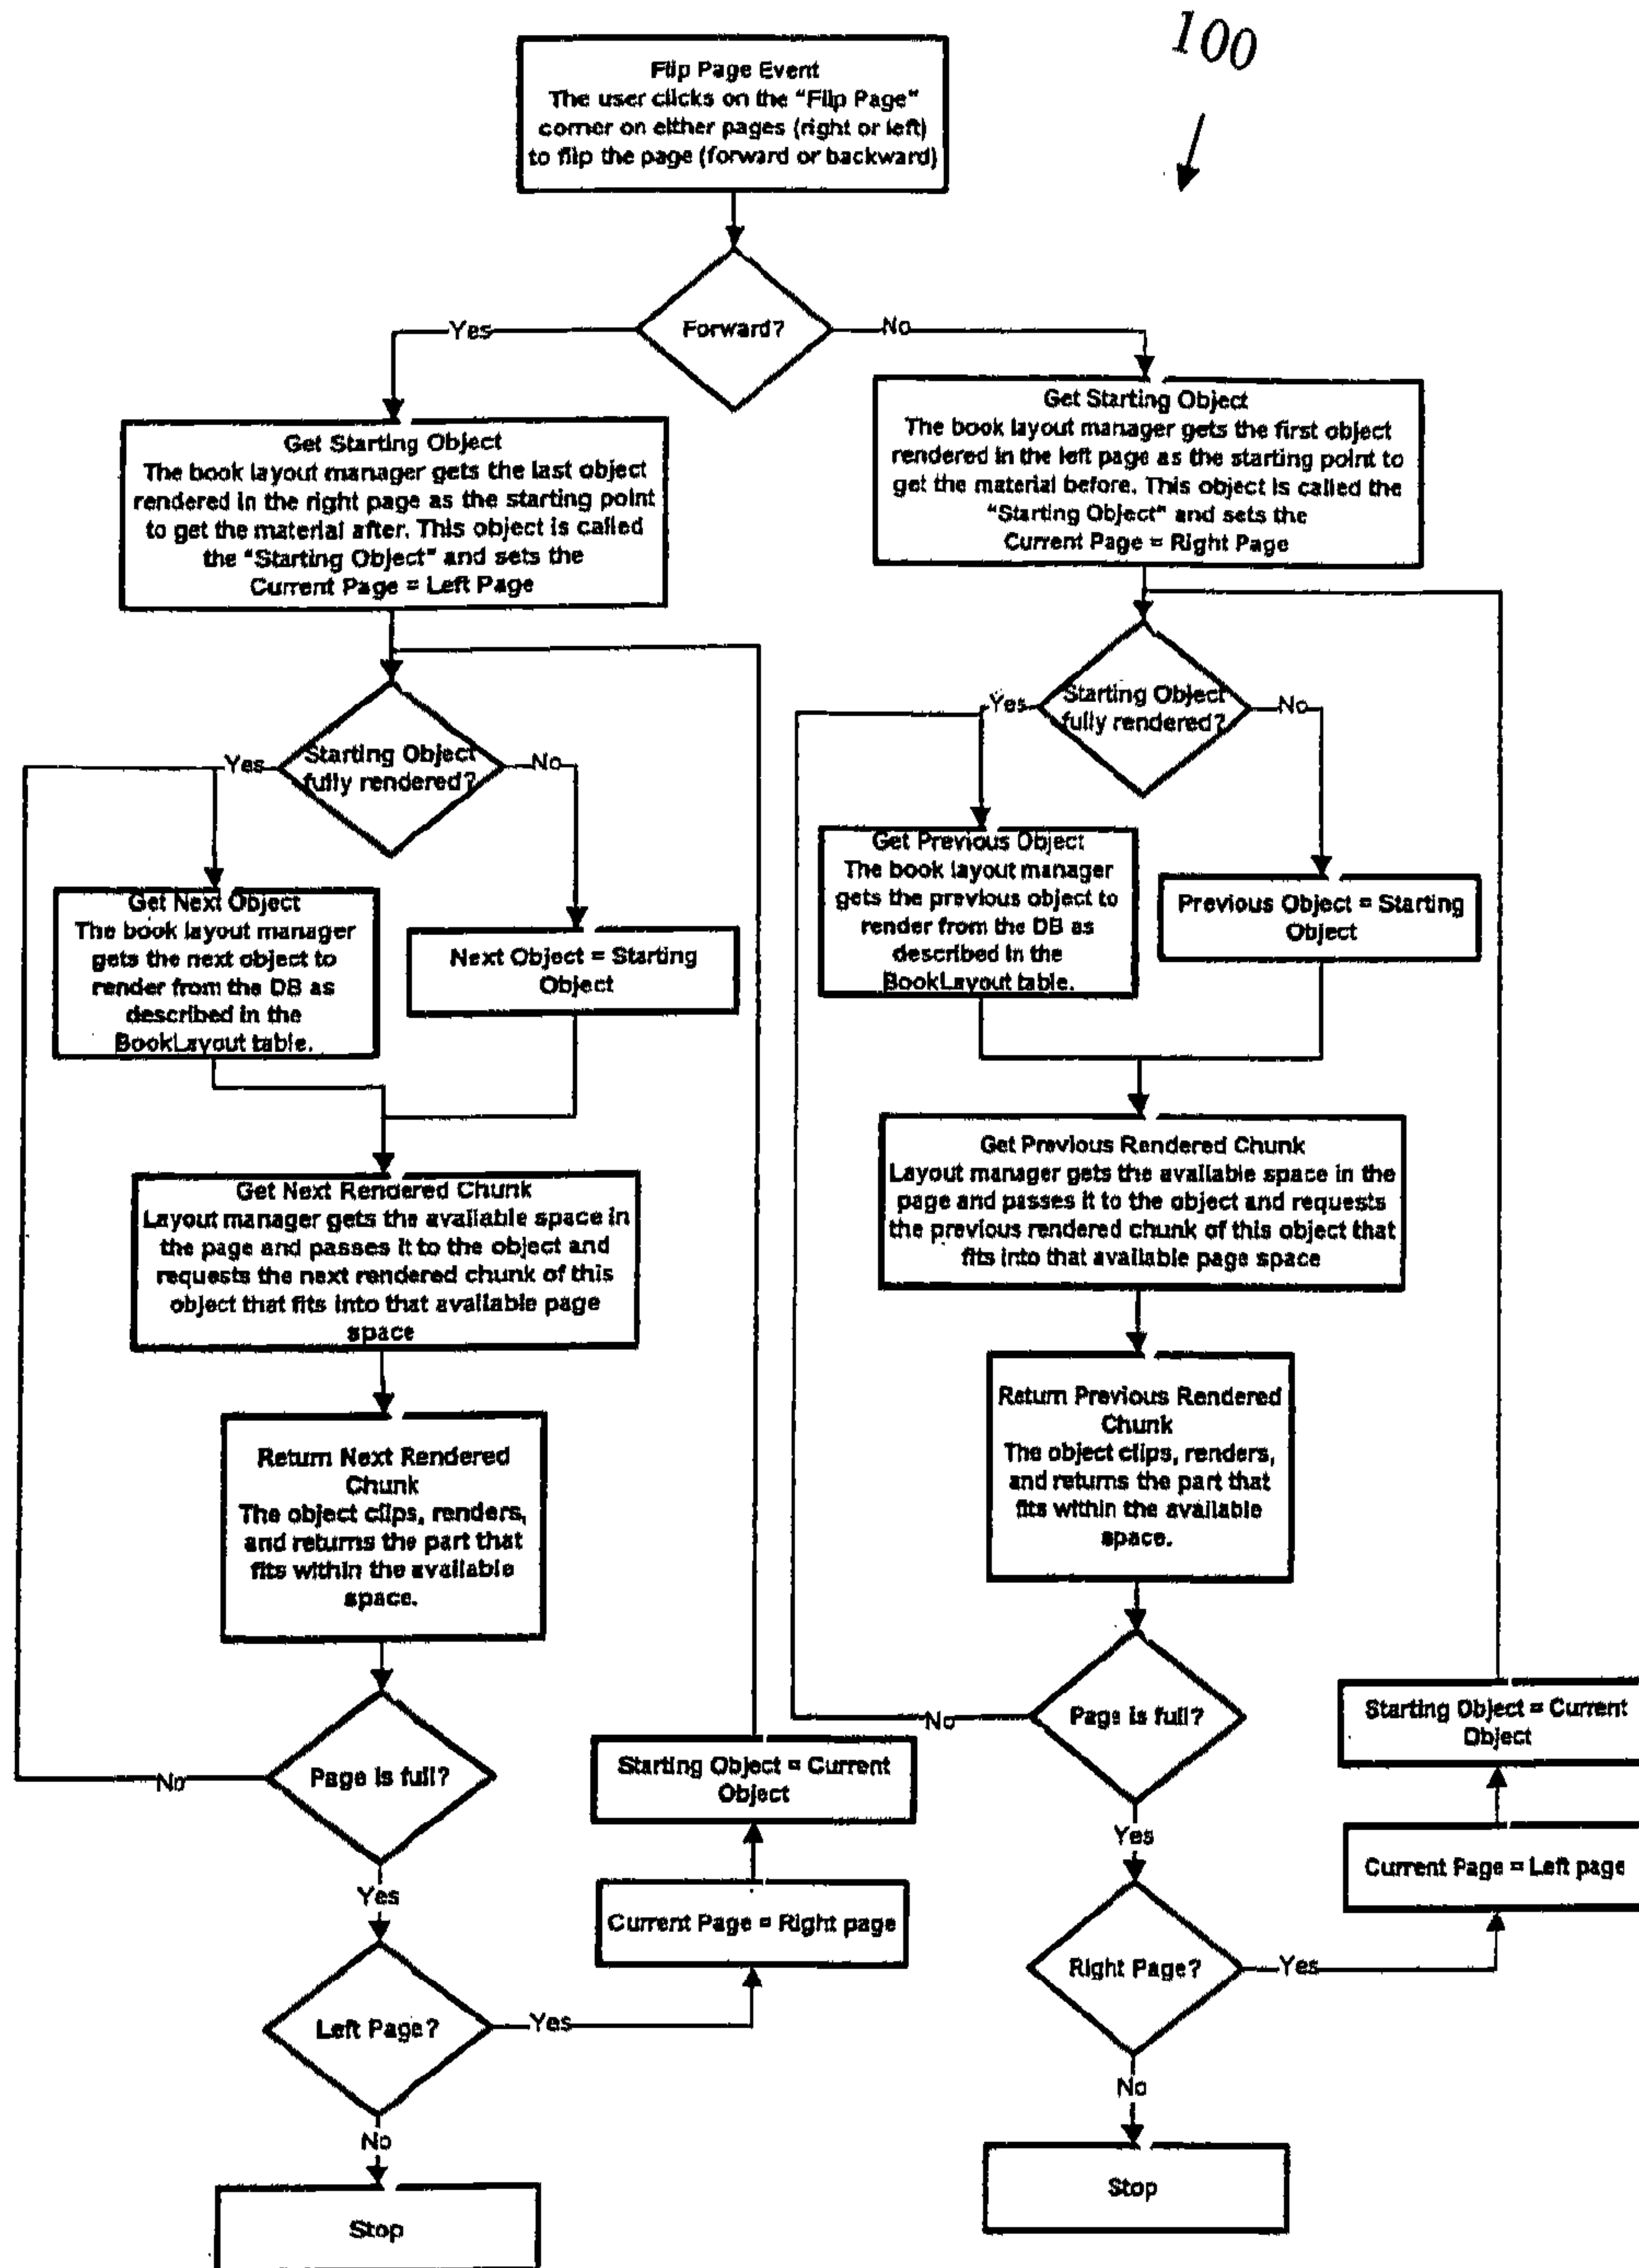 100
Flip Page Event
The user clicks on the "Flip Page"
corner on either pages (right or left)
to flip the page (forward or backward)
Forward?
Yes
No
Get Starting Object
The book layout manager gets the last object
rendered in the right page as the starting point
to get the material after. This object is called
the "Starting Object" and sets the
Current Page = Left Page
Starting Object
fully rendered?
Yes
No
Get Next Object
The book layout manager
gets the next object to
render from the DB as
described in the
BookLayout table.
Next Object = Starting
Object
Get Next Rendered Chunk
Layout manager gets the available space in
the page and passes it to the object and
requests the next rendered chunk of this
object that fits into that available page
space
Return Next Rendered
Chunk
The object clips, renders,
and returns the part that
fits within the available
space.
Page is full?
No
Yes
Left Page?
Yes
Current Page = Right page
Starting Object = Current
Object
No
Stop
Get Starting Object
The book layout manager gets the first object
rendered in the left page as the starting point to
get the material before. This object is called the
"Starting Object" and sets the
Current Page = Right Page
Starting Object
fully rendered?
Yes
No
Get Previous Object
The book layout manager
gets the previous object to
render from the DB as
described in the
BookLayout table.
Previous Object = Starting
Object
Get Previous Rendered Chunk
Layout manager gets the available space in the
page and passes it to the object and requests
the previous rendered chunk of this object that
fits into that available page space
Return Previous Rendered
Chunk
The object clips, renders,
and returns the part that
fits within the available
space.
Page is full?
No
Yes
Right Page?
Yes
Current Page = Left page
Starting Object = Current
Object
No
Stop